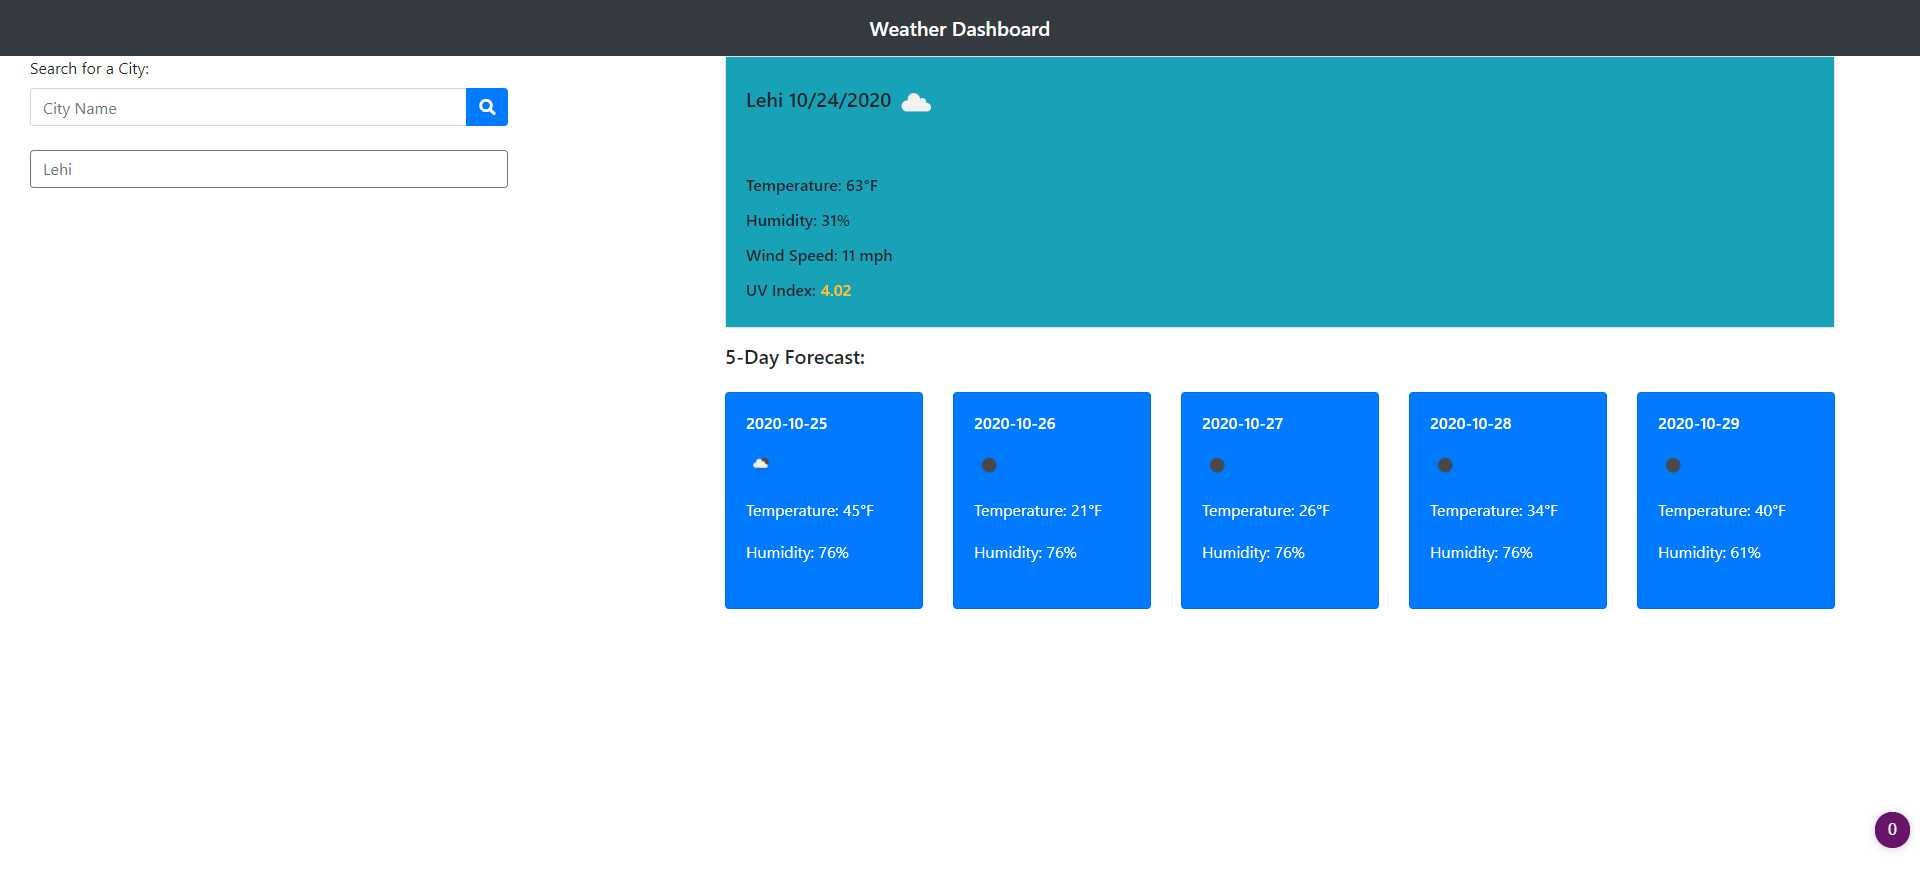 Weather Dashboard
Search for a City:
City Name
Lehi
Lehi 10/24/2020
Temperature: 63°F
Humidity: 31%
Wind Speed: 11 mph
UV Index: 4.02
5-Day Forecast:
2020-10-25
Temperature: 45°F
Humidity: 76%
2020-10-26
Temperature: 21°F
Humidity: 76%
2020-10-27
Temperature: 26°F
Humidity: 76%
2020-10-28
Temperature: 34°F
Humidity: 76%
2020-10-29
Temperature: 40°F
Humidity: 61%
0